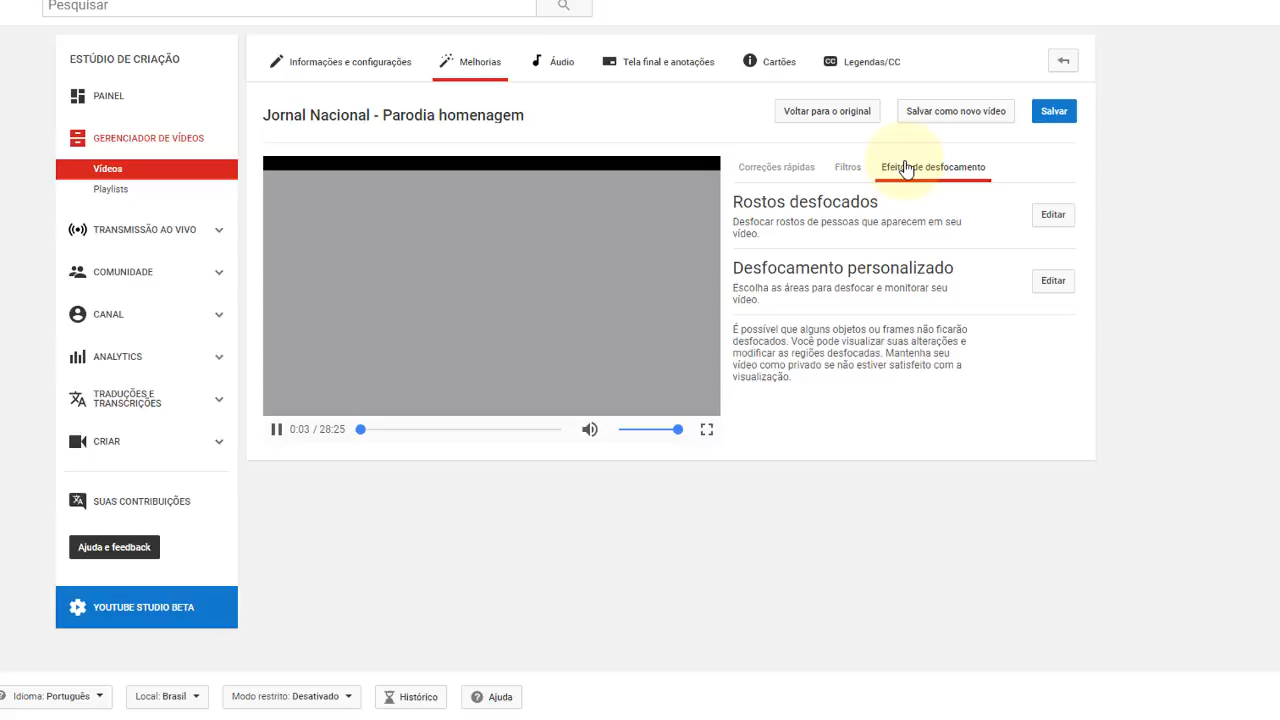 Pesquisar
ESTÚDIO DE CRIAÇÃO
PAINEL
GERENCIADOR DE VÍDEOS
Vídeos
Playlists
TRANSMISSÃO AO VIVO
COMUNIDADE
CANAL
ANALYTICS
TRADUÇÕES E
TRANSCRIÇÕES
CRIAR
SUAS CONTRIBUIÇÕES
Ajuda e feedback
YOUTUBE STUDIO BETA
Informações e configurações
Melhorias
Áudio
Tela final e anotações
Cartões
CC Legendas/CC
Jornal Nacional - Parodia homenagem
Voltar para o original
Salvar como novo vídeo
Salvar
0:03 / 28:25
Correções rápidas
Filtros
Efeitos de desfocamento
Rostos desfocados
Desfocar rostos de pessoas que aparecem em seu
vídeo.
Editar
Desfocamento personalizado
Escolha as áreas para desfocar e monitorar seu
vídeo.
Editar
É possível que alguns objetos ou frames não ficarão
desfocados. Você pode visualizar suas alterações e
modificar as regiões desfocadas. Mantenha seu
vídeo como privado se não estiver satisfeito com a
visualização.
Idioma: Português
Local: Brasil
Modo restrito: Desativado
Histórico
Ajuda